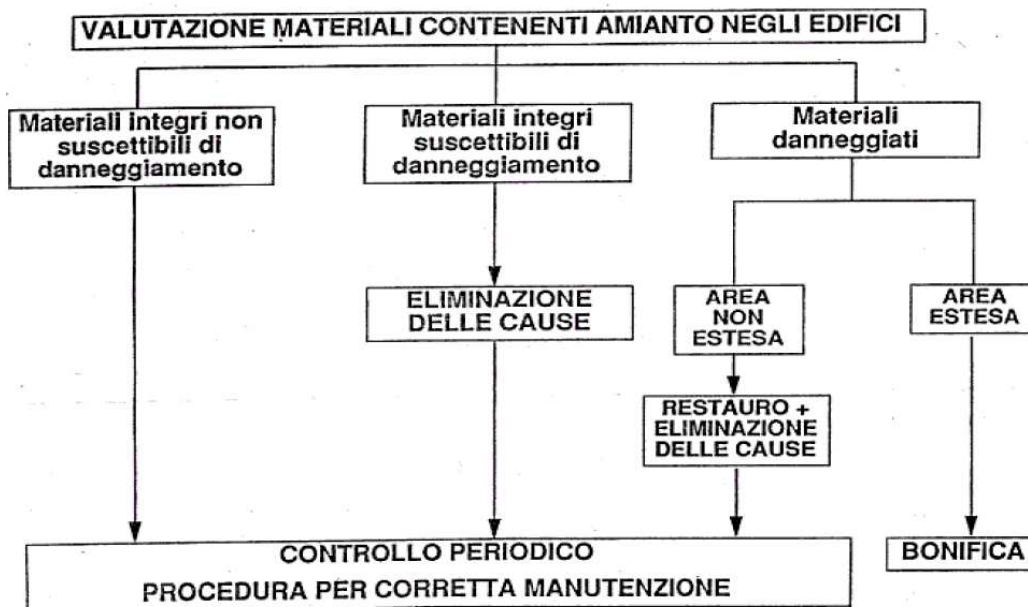 VALUTAZIONE MATERIALI CONTENENTI AMIANTO NEGLI EDIFICI
Materiali integri non
suscettibili di
danneggiamento
Materiali integri
suscettibili di
danneggiamento
Materiali
danneggiati
ELIMINAZIONE
DELLE CAUSE
AREA
NON
ESTESA
AREA
ESTESA
RESTAURO +
ELIMINAZIONE
DELLE CAUSE
CONTROLLO PERIODICO
PROCEDURA PER CORRETTA MANUTENZIONE
BONIFICA